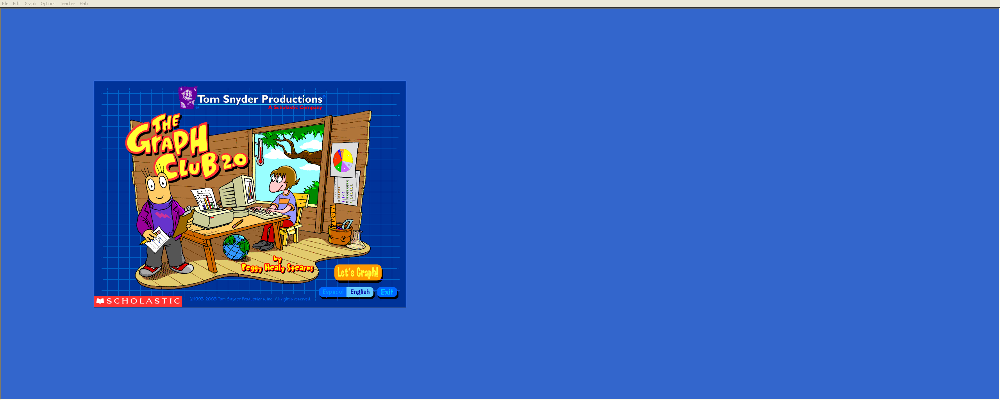 File Edit Graph Options Teacher Help
Tom Snyder Productions®
®
A Scholastic Company
THE
GRAPH
CLUB® 2.0
by
Peggy Healy Stearns
Let's Graph!
Español English Exit
SCHOLASTIC
©1993-2003 Tom Snyder Productions, Inc. All rights reserved.